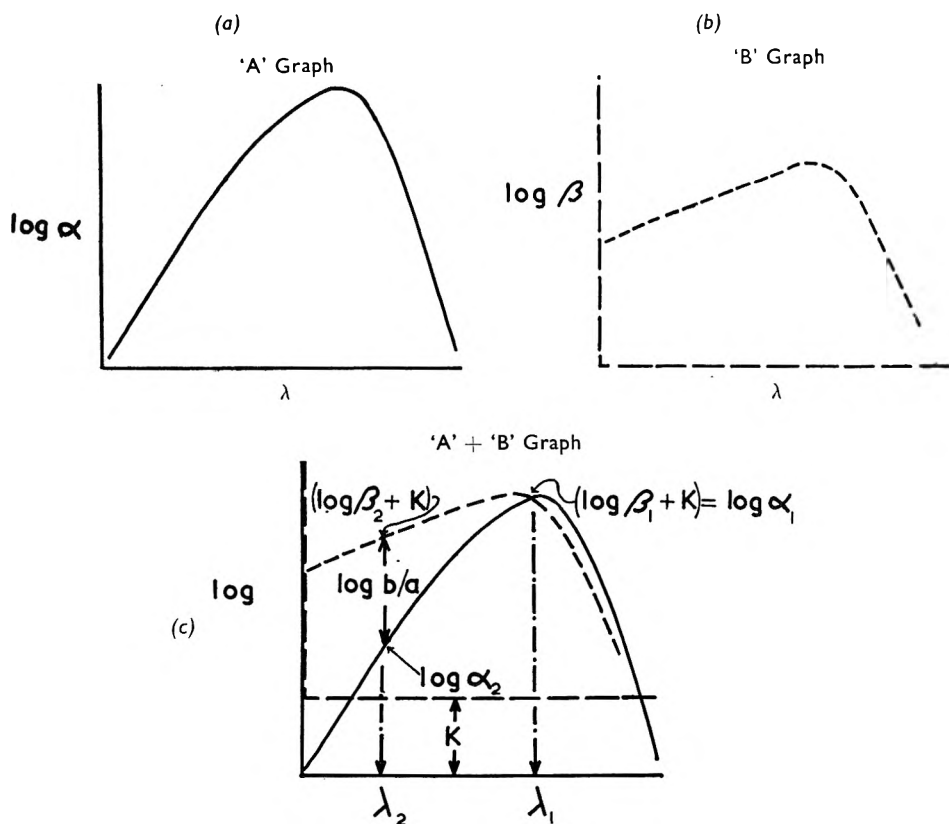 (a)
'A' Graph
log α
λ
(b)
'B' Graph
log β
λ
'A' + 'B' Graph
(log β₂ + K)
(log β₁ + K) = log α₁
log
log b/a
(c)
log α₂
K
λ₂
λ₁